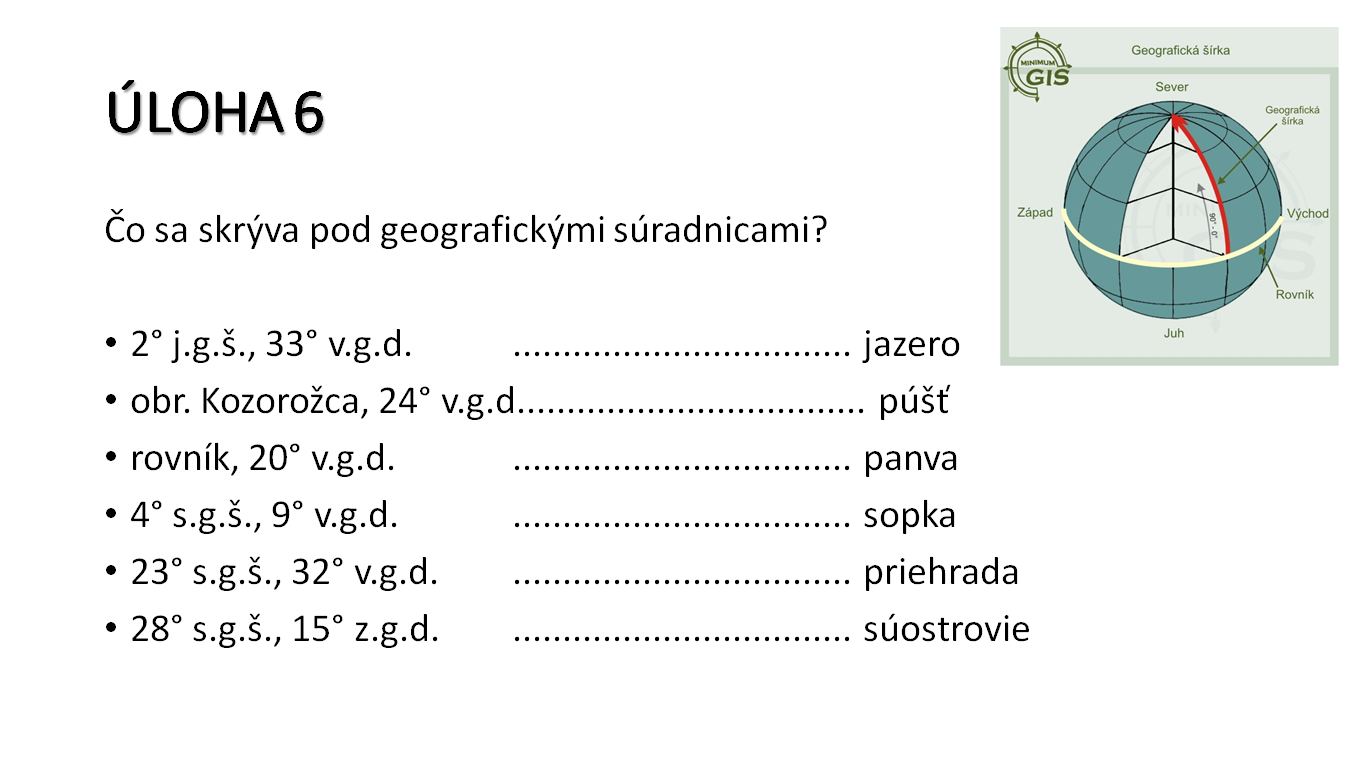 ÚLOHA 6
Čo sa skrýva pod geografickými súradnicami?
• 2° j.g.š., 33° v.g.d. .................................. jazero
• obr. Kozorožca, 24° v.g.d................................... púšť
• rovník, 20° v.g.d. .................................. panva
• 4° s.g.š., 9° v.g.d. .................................. sopka
• 23° s.g.š., 32° v.g.d. .................................. priehrada
• 28° s.g.š., 15° z.g.d. .................................. súostrovie
MINIMUM
GIS
Geografická šírka
Sever
Geografická
šírka
Západ
Východ
90° - 0°
Rovník
Juh